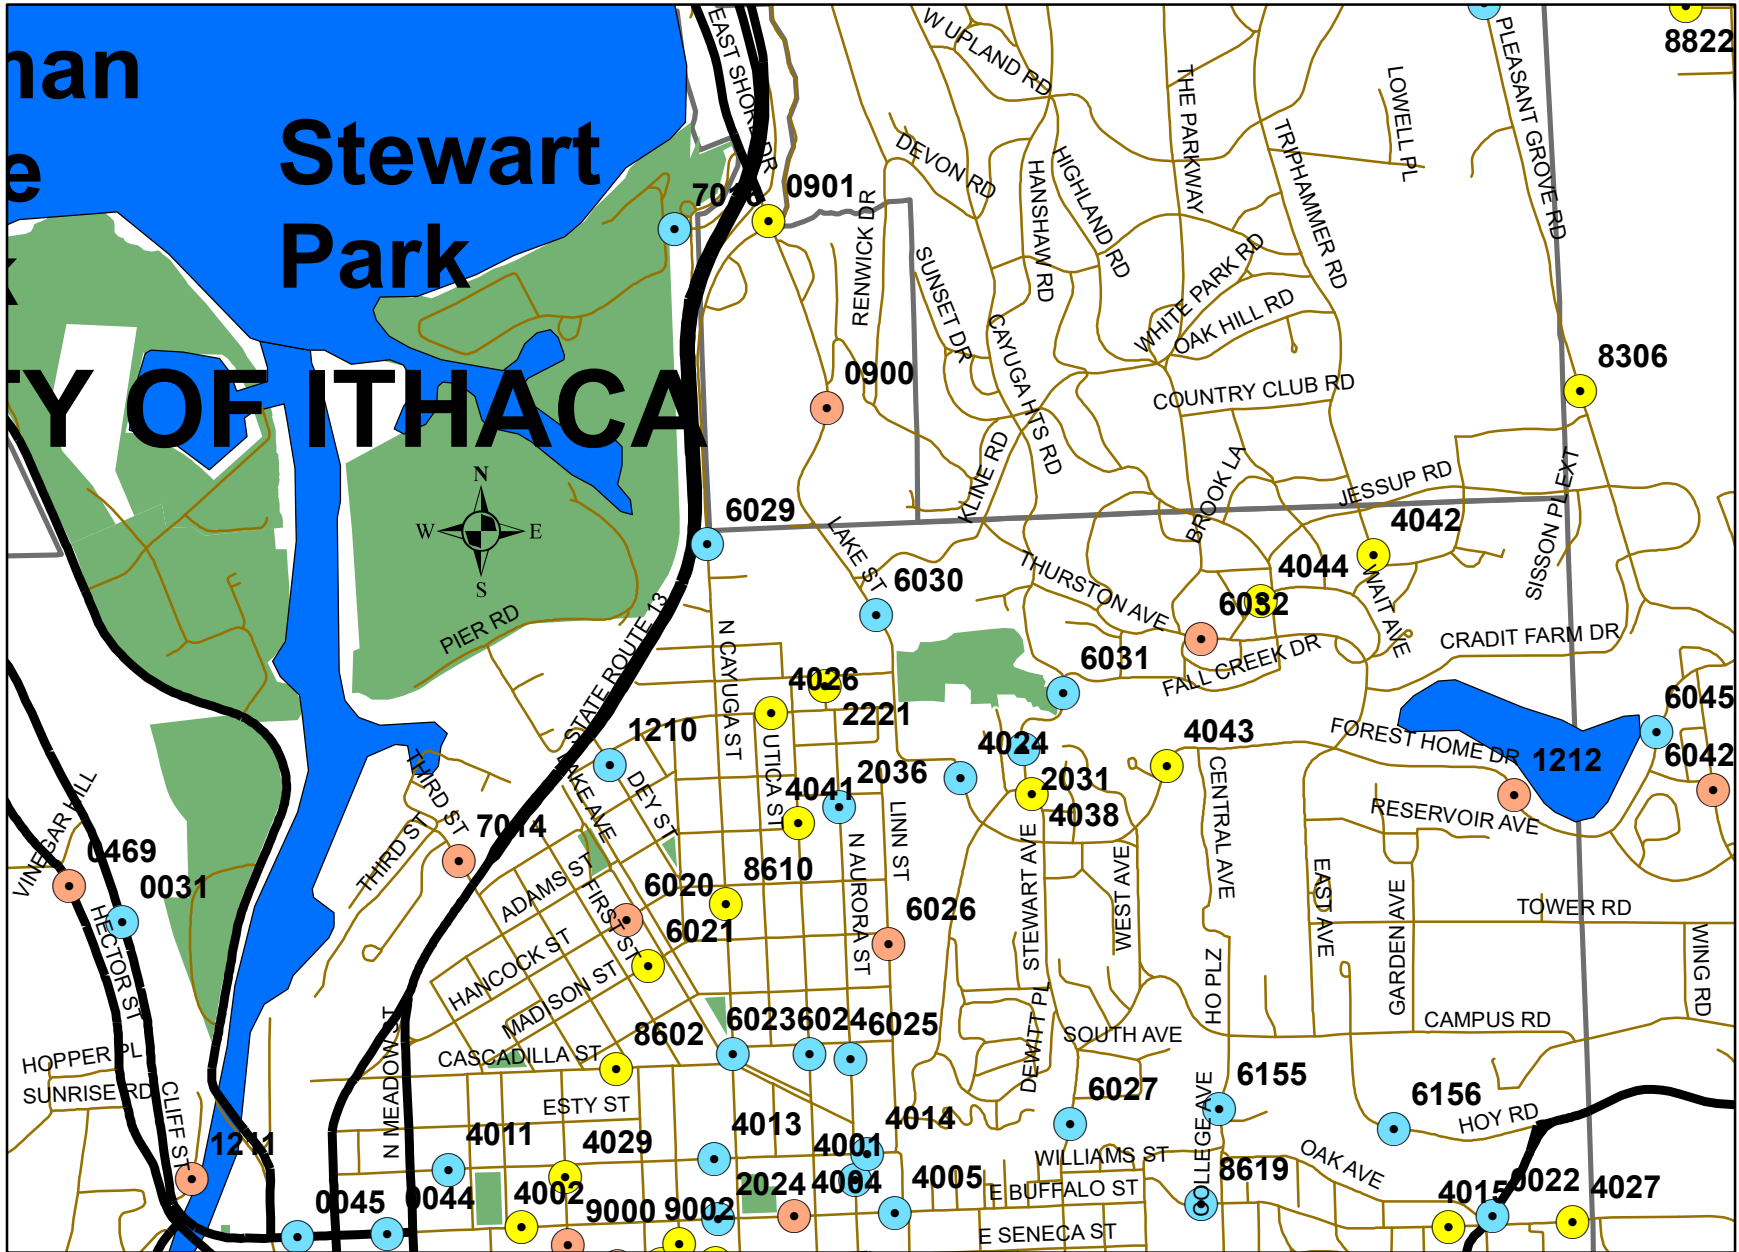 man
e
k
Stewart
Park
TY OF ITHACA
EAST SHORE DR
W UPLAND RD
THE PARKWAY
LOWELL PL
PLEASANT GROVE RD
8822
DEVON RD
HANSHAW RD
HIGHLAND RD
TRIPHAMMER RD
0901
RENWICK DR
SUNSET DR
WHITE PARK RD
OAK HILL RD
CAYUGA HTS RD
COUNTRY CLUB RD
8306
0900
KLINE RD
BROOK LA
JESSUP RD
SISSON PL EXT
N
W
E
S
6029
4042
LAKE ST
6030
THURSTON AVE
4044
6032
WAIT AVE
CRADIT FARM DR
PIER RD
STATE ROUTE 13
N CAYUGA ST
6031
FALL CREEK DR
4026
2221
6045
1210
4024
4043
FOREST HOME DR
1212
6042
THIRD ST
LAKE AVE
DEY ST
UTICA ST
4041
2036
2031
4038
CENTRAL AVE
RESERVOIR AVE
VINEGAR HILL
0469
0031
THIRD ST
7014
LINN ST
N AURORA ST
STEWART AVE
WEST AVE
EAST AVE
GARDEN AVE
TOWER RD
ADAMS ST
FIRST ST
6020
8610
6021
6026
HECTOR ST
HANCOCK ST
MADISON ST
WING RD
HO PLZ
N MEADOW ST
8602
6023
6024
6025
DEWITT PL
SOUTH AVE
CAMPUS RD
HOPPER PL
SUNRISE RD
CASCADILLA ST
CLIFF ST
ESTY ST
6027
COLLEGE AVE
6155
6156
HOY RD
1211
4011
4029
4013
4001
4014
WILLIAMS ST
OAK AVE
0045
0044
4002
9000
9002
2024
4004
4005
E BUFFALO ST
8619
4015
0022
4027
E SENECA ST